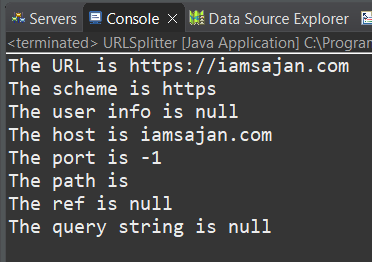 Servers Console Data Source Explorer
<terminated> URLSplitter [Java Application] C:\Program
The URL is https://iamsajan.com
The scheme is https
The user info is null
The host is iamsajan.com
The port is -1
The path is
The ref is null
The query string is null